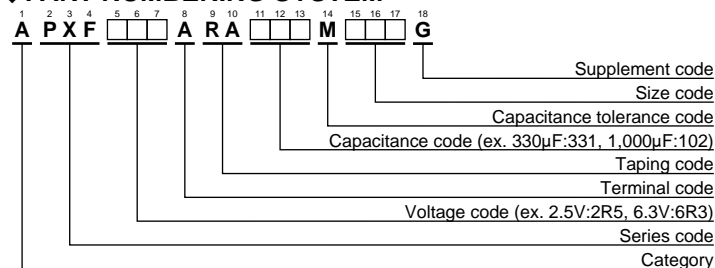 1 2 3 4 5 6 7 8 9 10 11 12 13 14 15 16 17 18
A P X F □□□ A R A □□□ M □□□ G
Supplement code
Size code
Capacitance tolerance code
Capacitance code (ex. 330μF:331, 1,000μF:102)
Taping code
Terminal code
Voltage code (ex. 2.5V:2R5, 6.3V:6R3)
Series code
Category